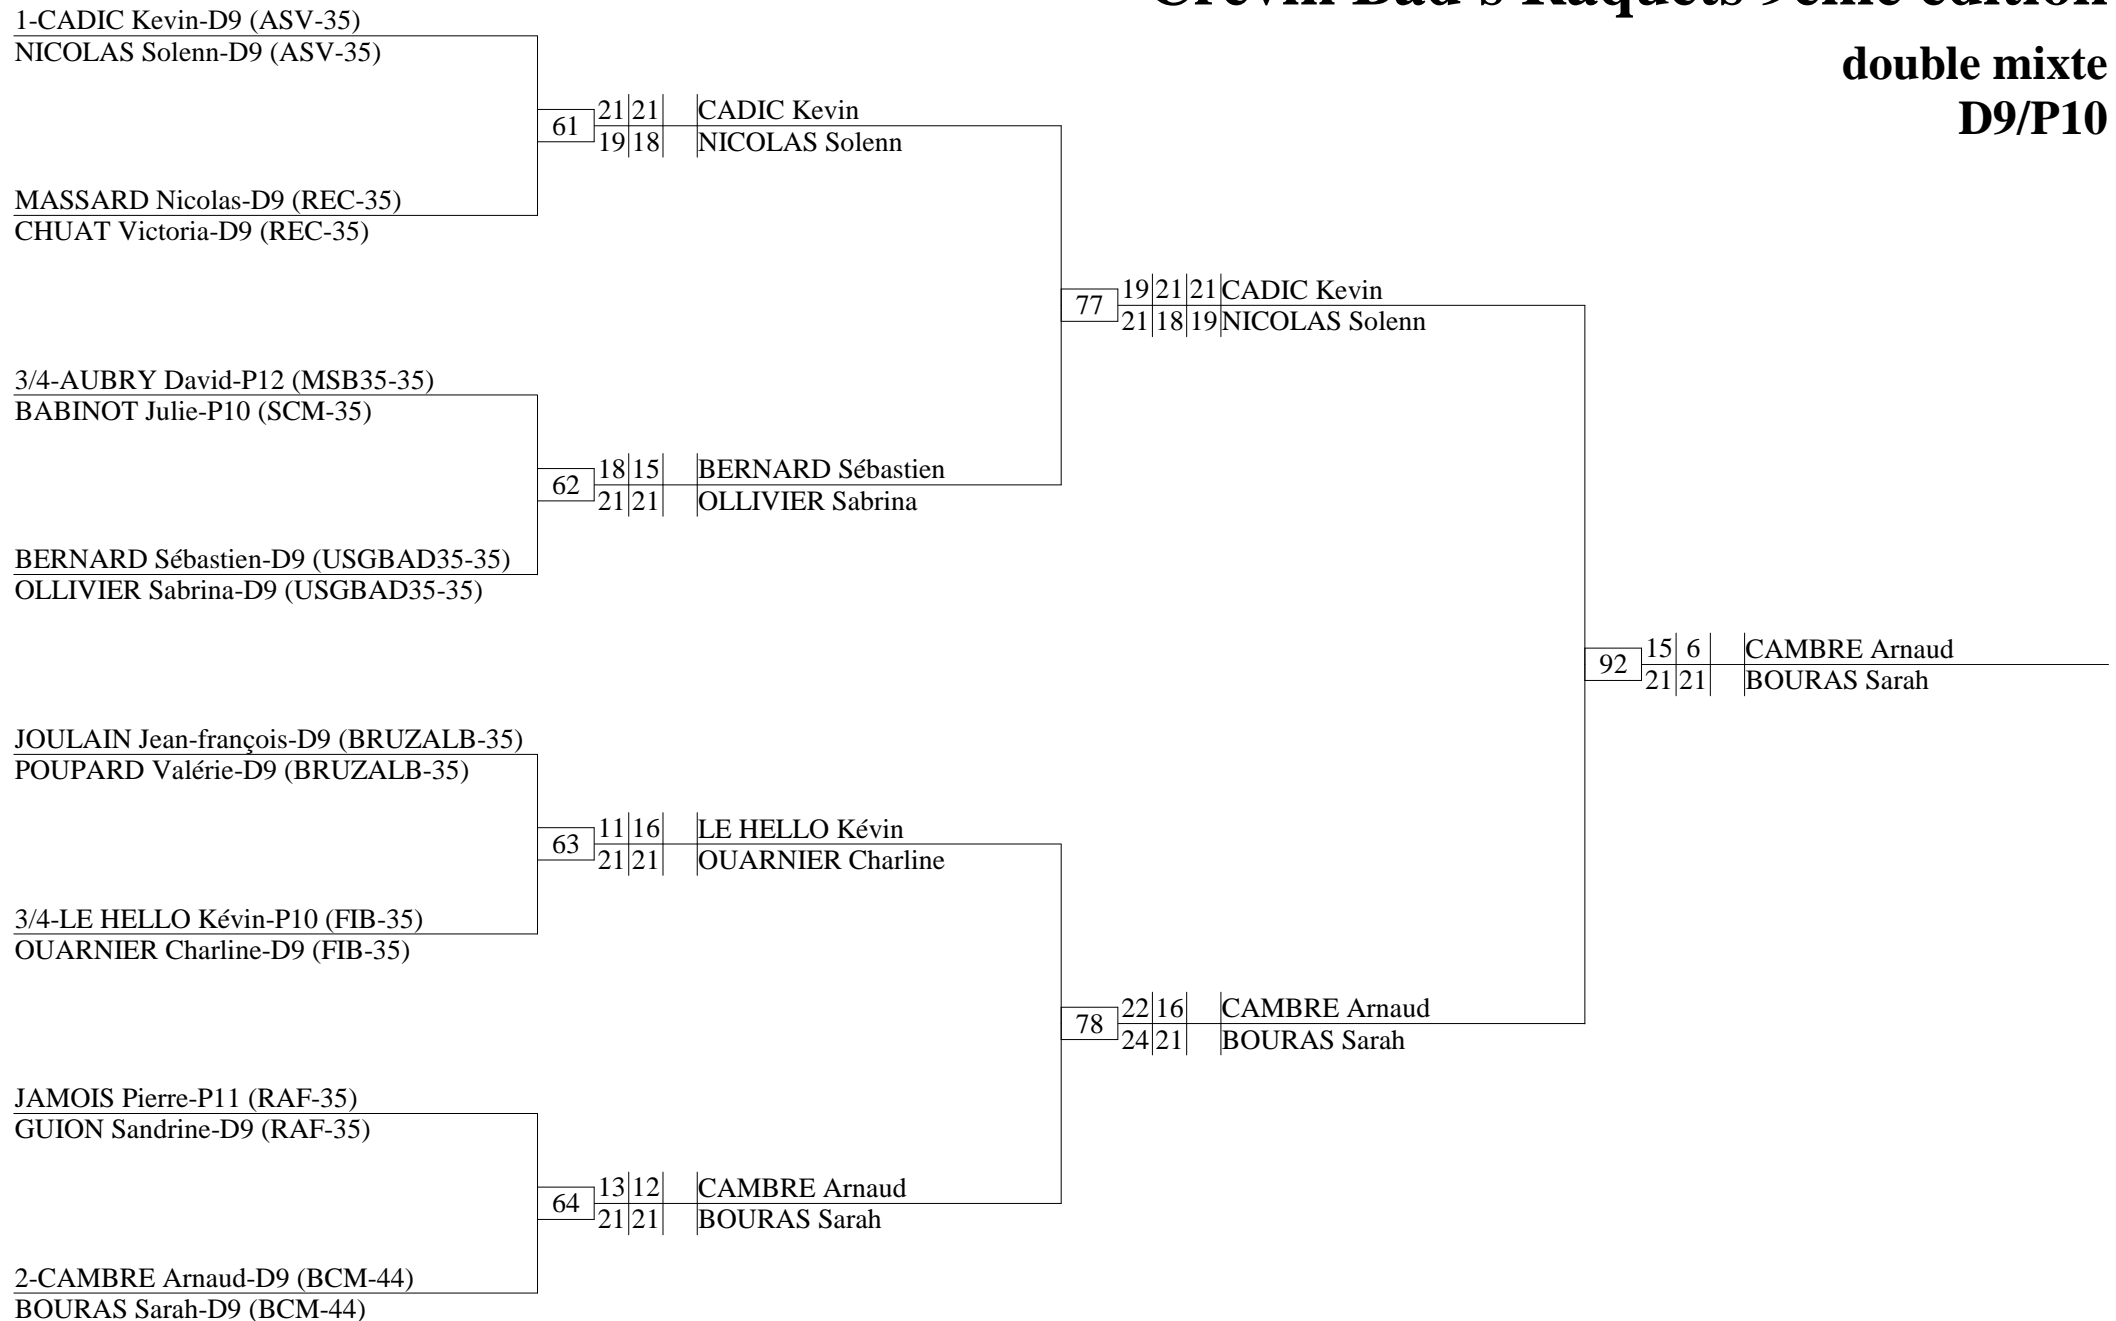 Crevin Bad's Raquets 9ème édition
double mixte
D9/P10
1-CADIC Kevin-D9 (ASV-35)
NICOLAS Solenn-D9 (ASV-35)
61
21 21
19 18
CADIC Kevin
NICOLAS Solenn
MASSARD Nicolas-D9 (REC-35)
CHUAT Victoria-D9 (REC-35)
77
19 21 21
21 18 19
CADIC Kevin
NICOLAS Solenn
3/4-AUBRY David-P12 (MSB35-35)
BABINOT Julie-P10 (SCM-35)
62
18 15
21 21
BERNARD Sébastien
OLLIVIER Sabrina
BERNARD Sébastien-D9 (USGBAD35-35)
OLLIVIER Sabrina-D9 (USGBAD35-35)
92
15 6
21 21
CAMBRE Arnaud
BOURAS Sarah
JOULAIN Jean-françois-D9 (BRUZALB-35)
POUPARD Valérie-D9 (BRUZALB-35)
63
11 16
21 21
LE HELLO Kévin
OUARNIER Charline
3/4-LE HELLO Kévin-P10 (FIB-35)
OUARNIER Charline-D9 (FIB-35)
78
22 16
24 21
CAMBRE Arnaud
BOURAS Sarah
JAMOIS Pierre-P11 (RAF-35)
GUION Sandrine-D9 (RAF-35)
64
13 12
21 21
CAMBRE Arnaud
BOURAS Sarah
2-CAMBRE Arnaud-D9 (BCM-44)
BOURAS Sarah-D9 (BCM-44)